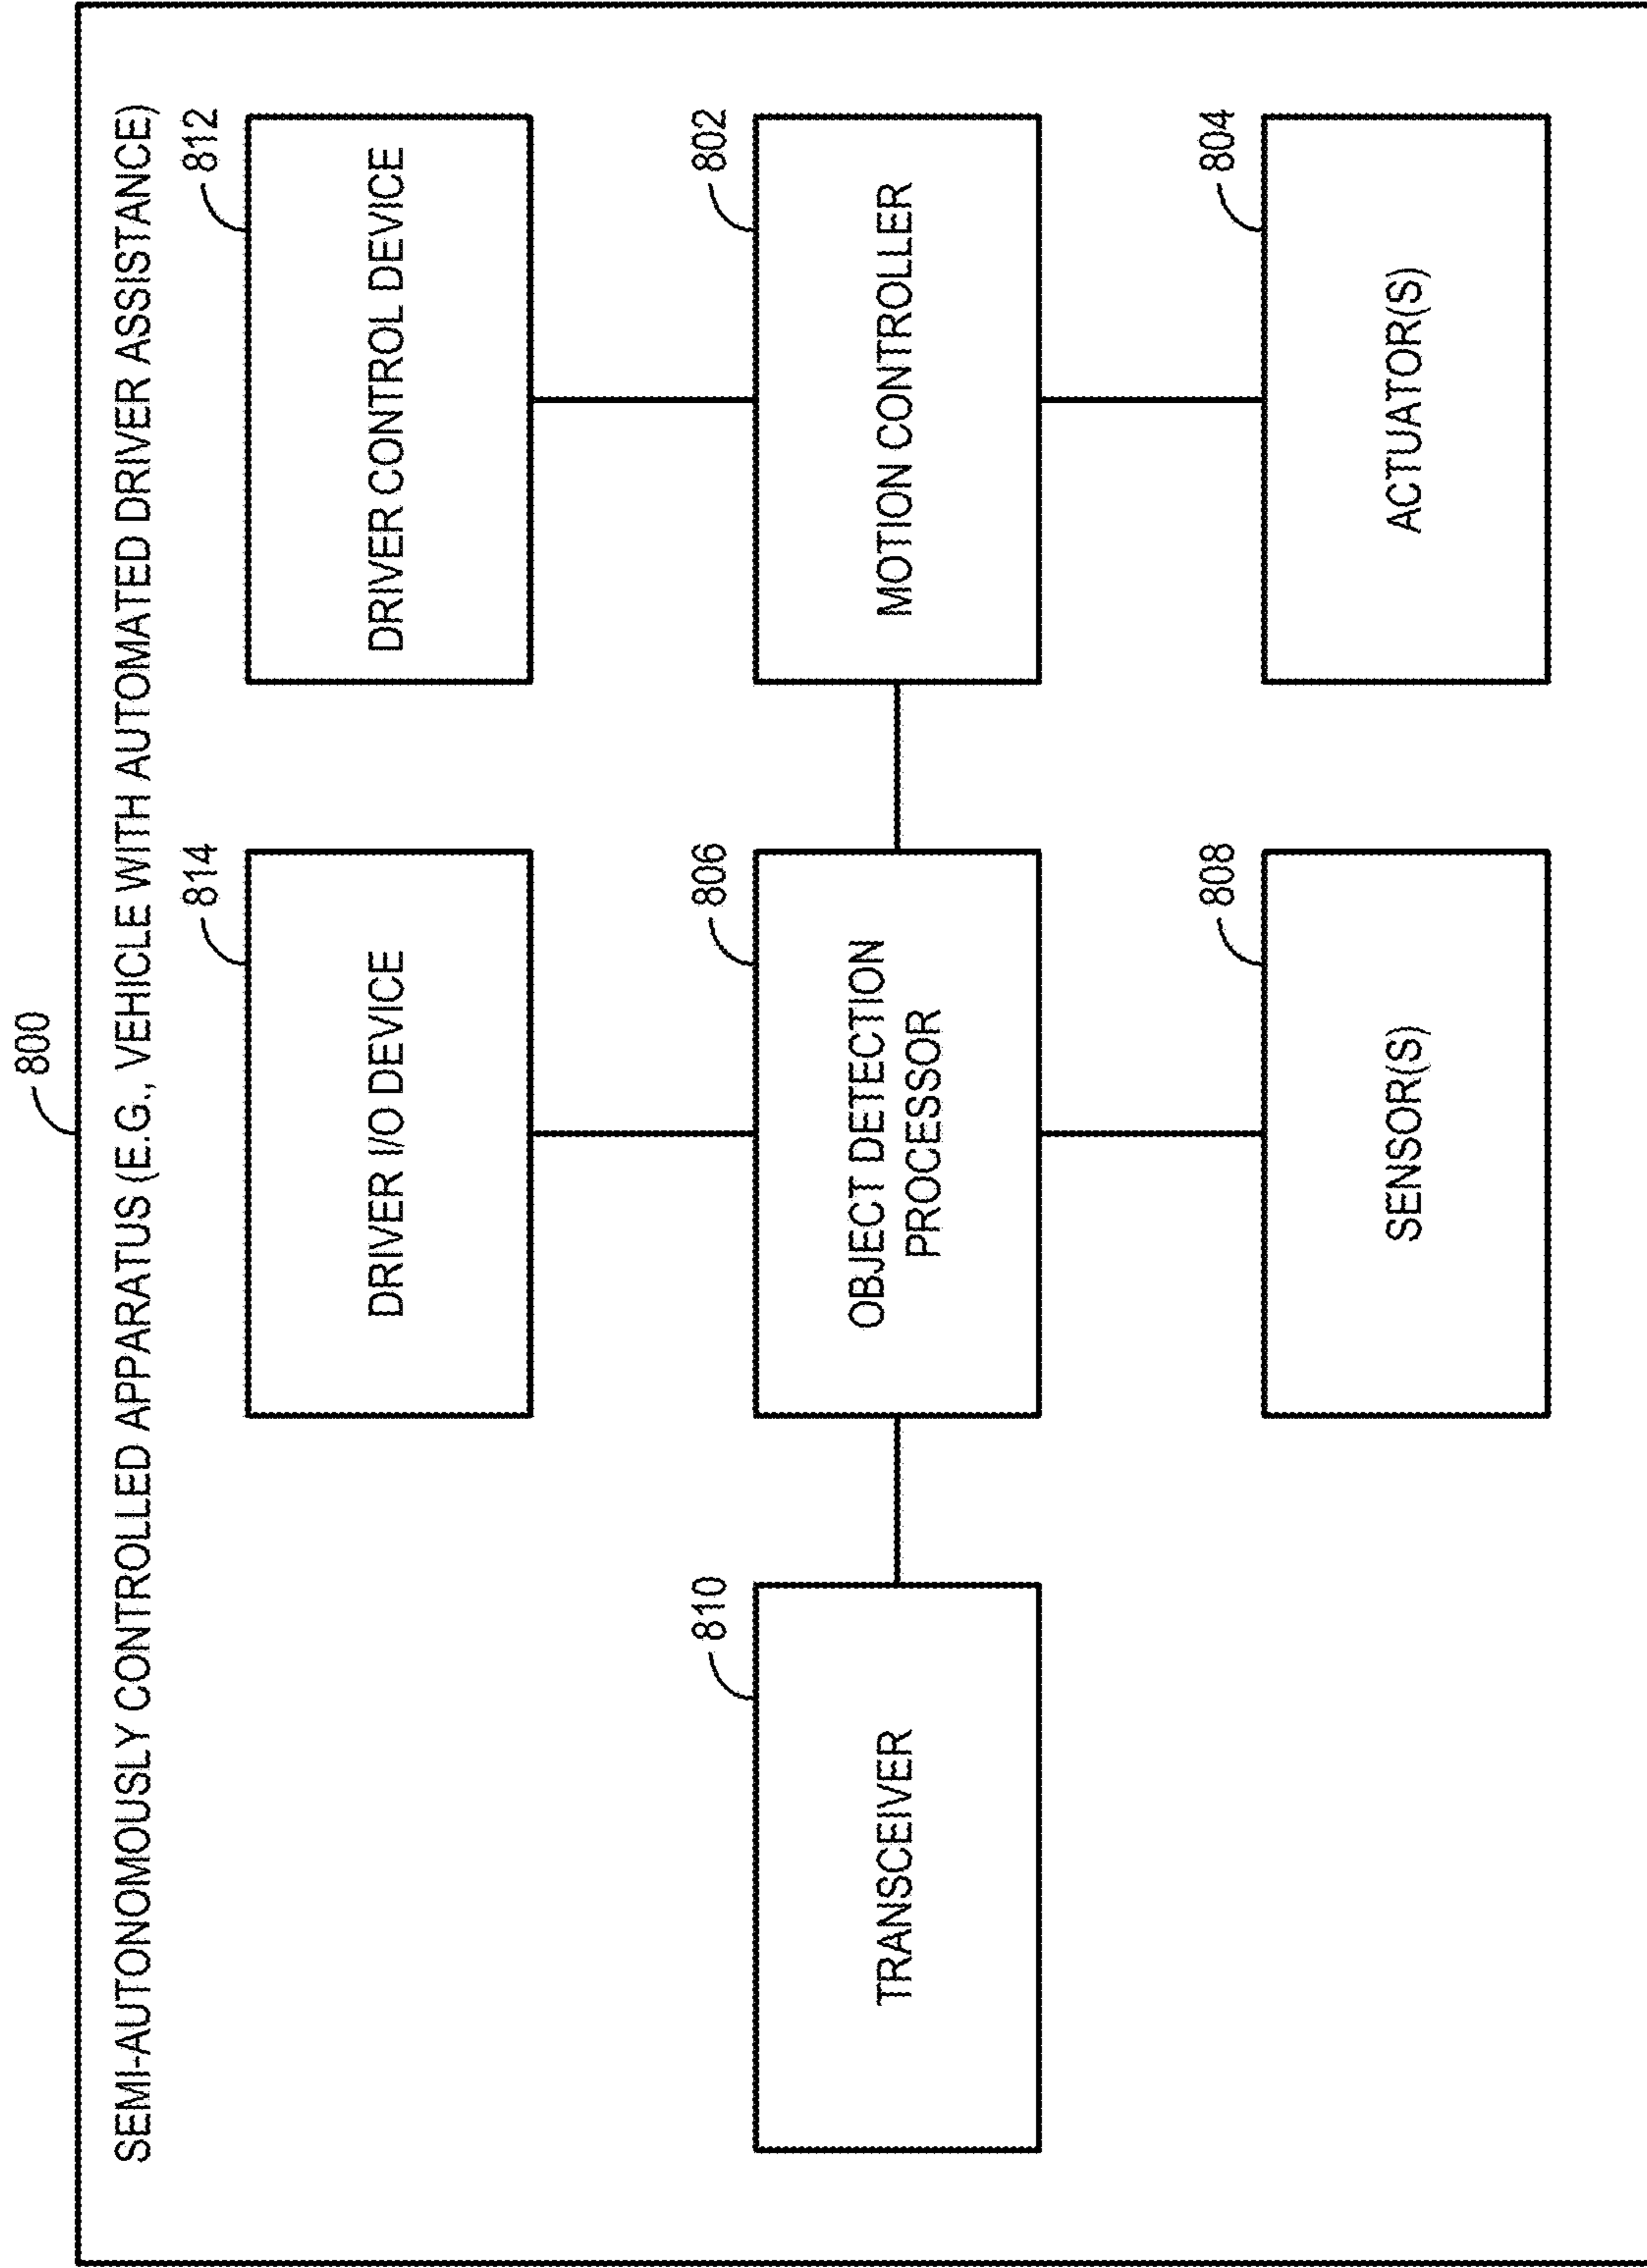 800
SEMI-AUTONOMOUSLY CONTROLLED APPARATUS (E.G., VEHICLE WITH AUTOMATED DRIVER ASSISTANCE)
814
DRIVER I/O DEVICE
812
DRIVER CONTROL DEVICE
810
TRANSCEIVER
806
OBJECT DETECTION
PROCESSOR
802
MOTION CONTROLLER
808
SENSOR(S)
804
ACTUATOR(S)